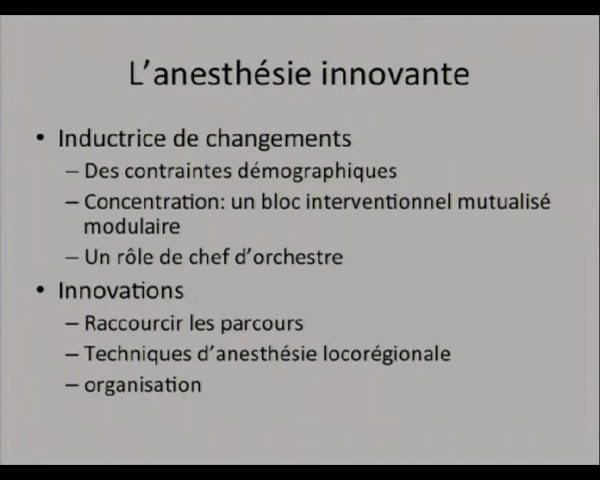 L'anesthésie innovante
• Inductrice de changements
– Des contraintes démographiques
– Concentration: un bloc interventionnel mutualisé
modulaire
– Un rôle de chef d'orchestre
• Innovations
– Raccourcir les parcours
– Techniques d'anesthésie locorégionale
– organisation